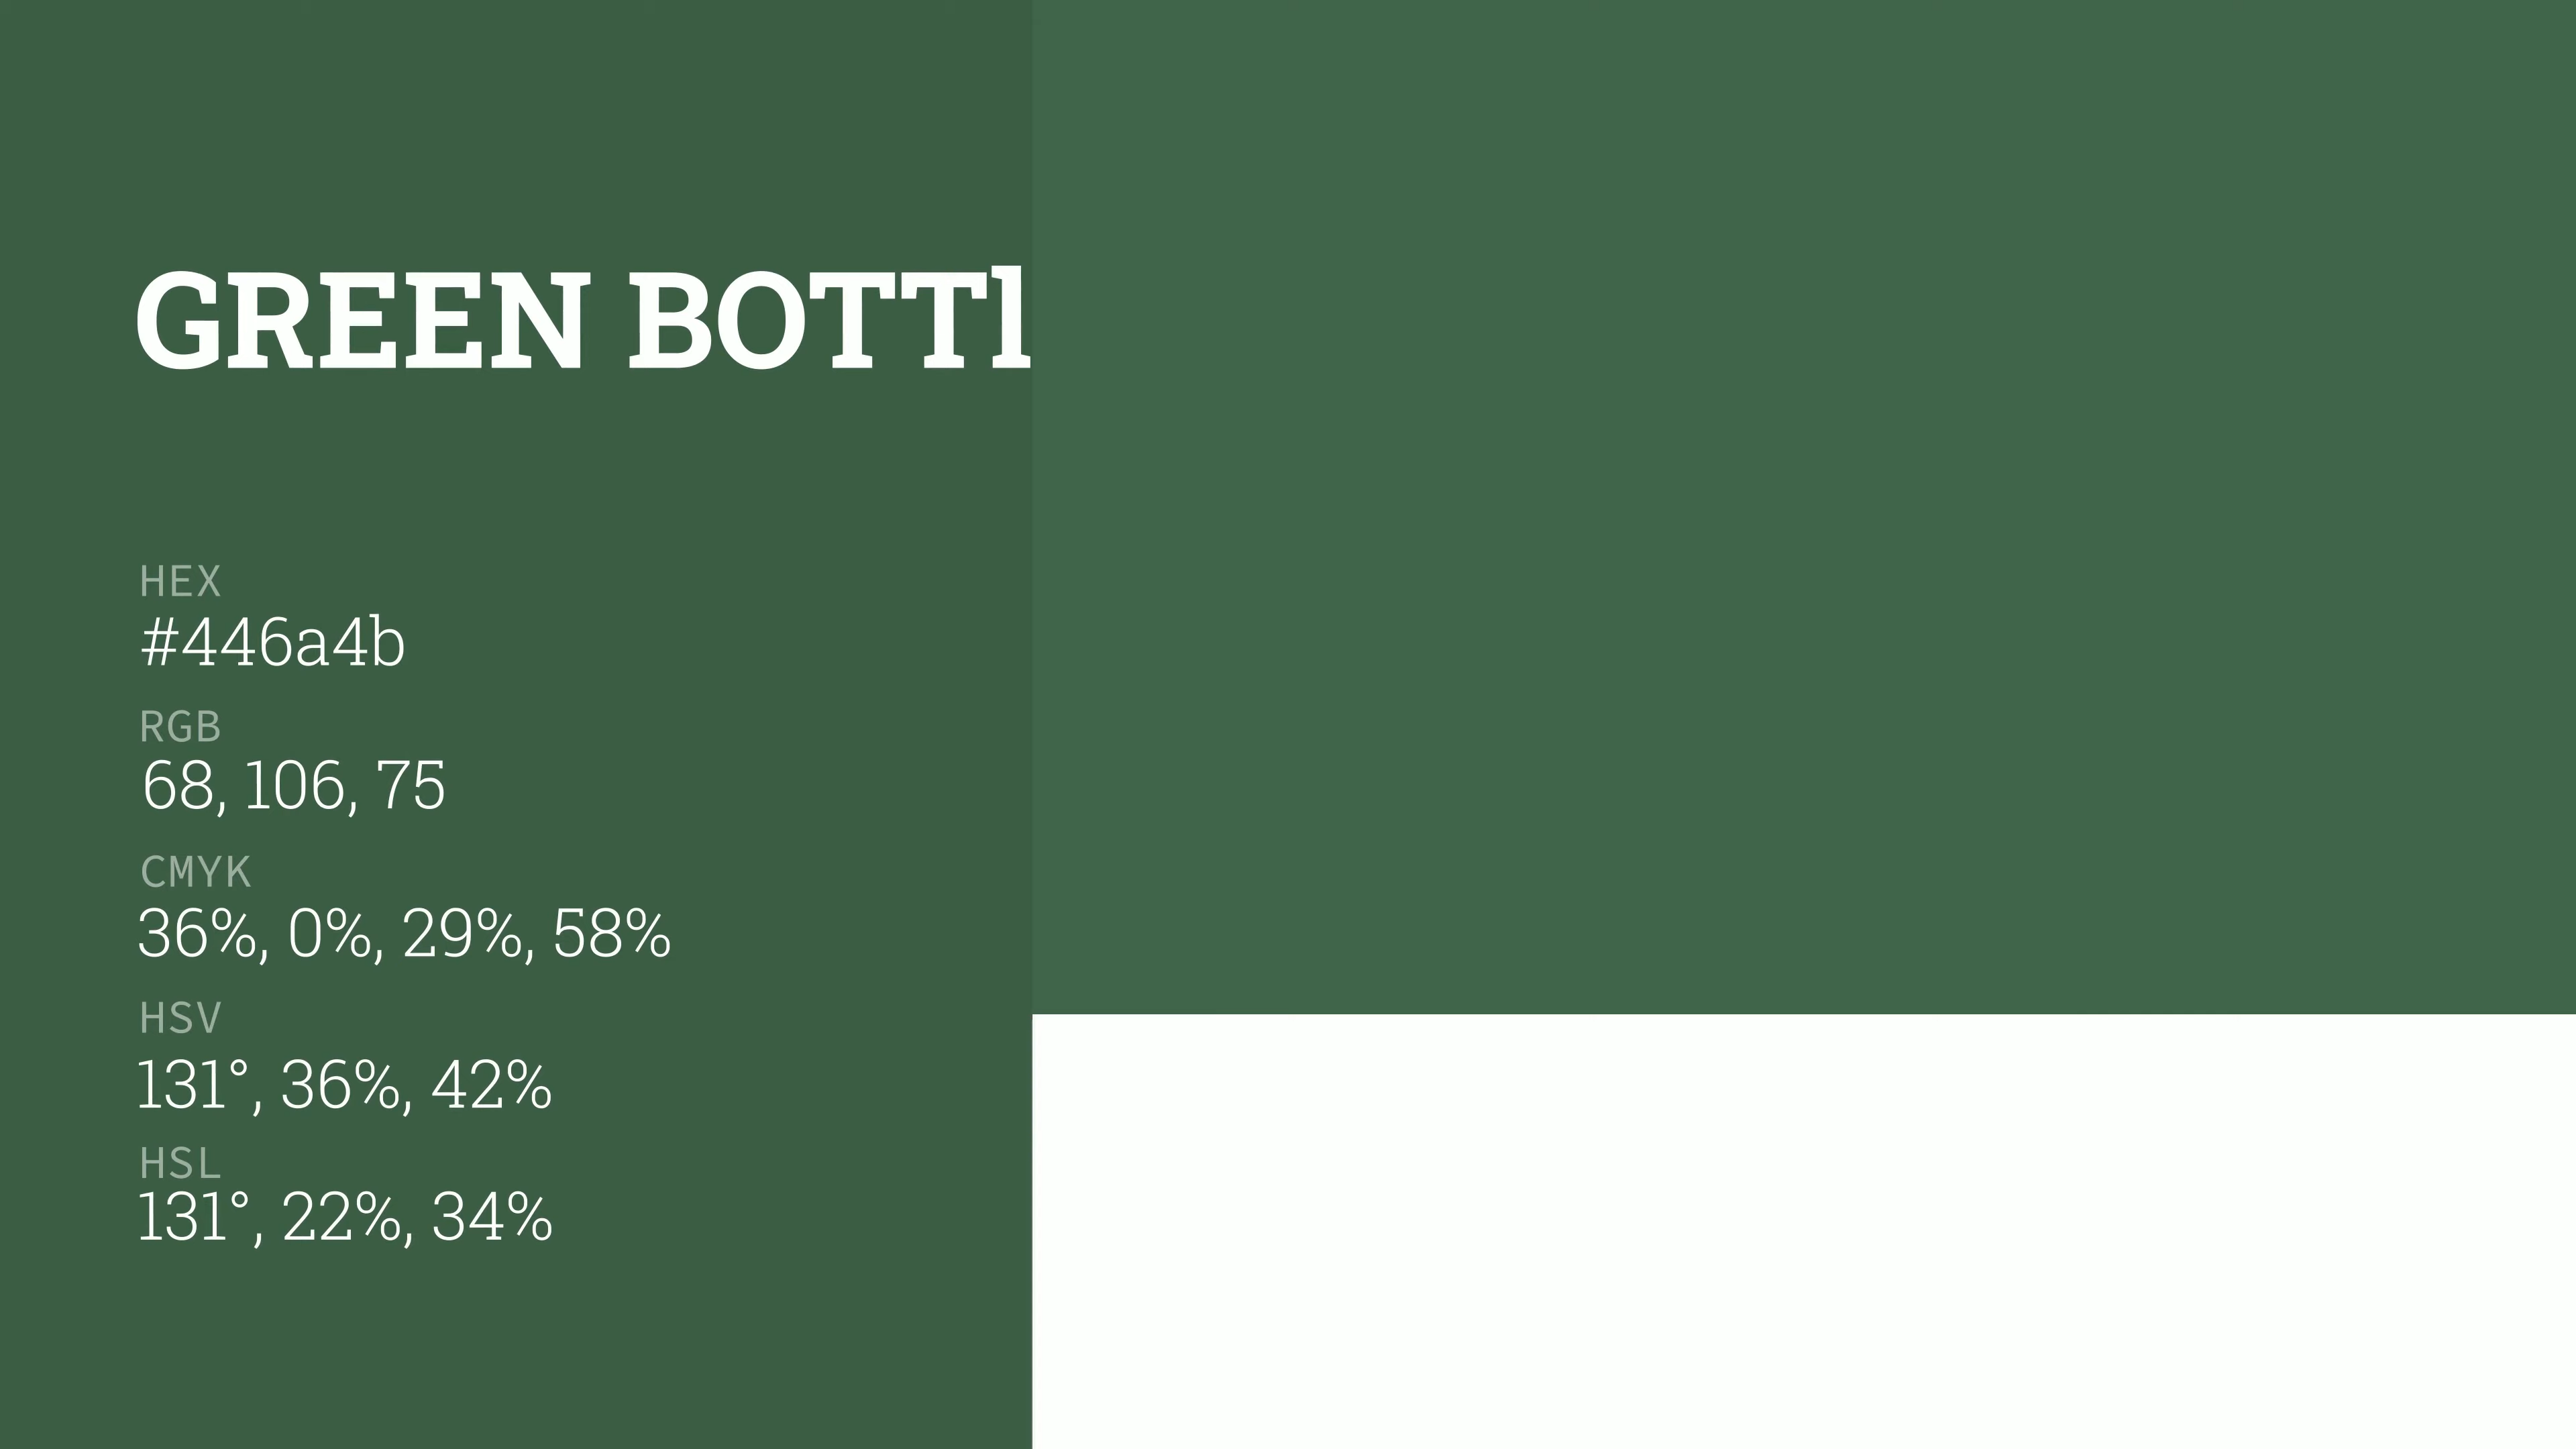 GREEN BOTTl
HEX
#446a4b
RGB
68, 106, 75
CMYK
36%, 0%, 29%, 58%
HSV
131°, 36%, 42%
HSL
131°, 22%, 34%